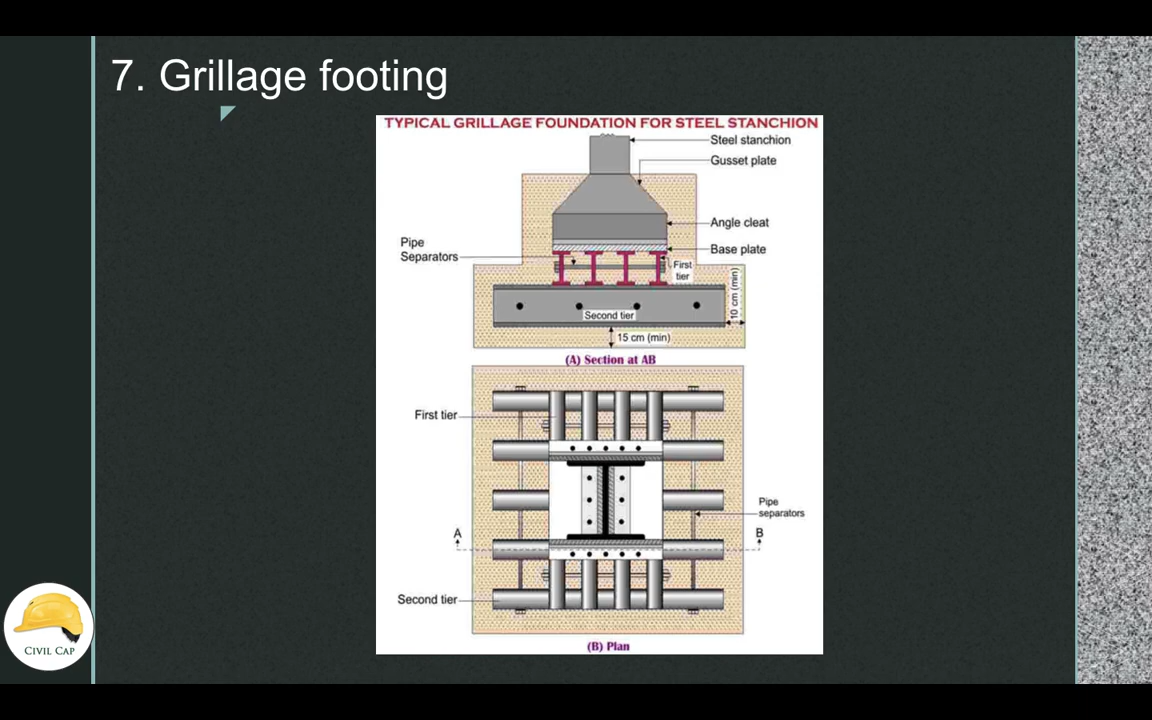 7. Grillage footing
TYPICAL GRILLAGE FOUNDATION FOR STEEL STANCHION
Steel stanchion
Gusset plate
Angle cleat
Base plate
Pipe
Separators
First
tier
10 cm (min)
Second tier
15 cm (min)
(A) Section at AB
First tier
Pipe
separators
A
B
Second tier
(B) Plan
CIVIL CAP